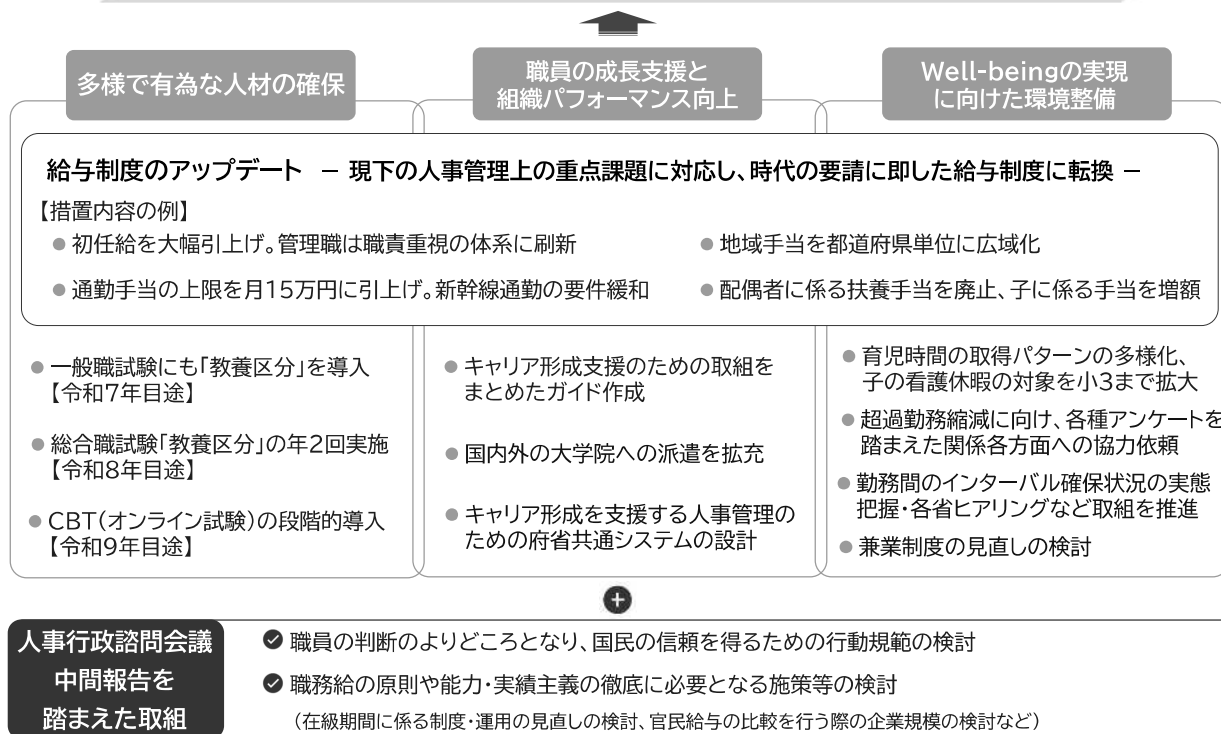 多様で有為な人材の確保
職員の成長支援と
組織パフォーマンス向上
Well-beingの実現
に向けた環境整備
給与制度のアップデート － 現下の人事管理上の重点課題に対応し、時代の要請に即した給与制度に転換 －
【措置内容の例】
● 初任給を大幅引上げ。管理職は職責重視の体系に刷新
● 地域手当を都道府県単位に広域化
● 通勤手当の上限を月15万円に引上げ。新幹線通勤の要件緩和
● 配偶者に係る扶養手当を廃止、子に係る手当を増額
● 一般職試験にも「教養区分」を導入
【令和7年目途】
● 総合職試験「教養区分」の年2回実施
【令和8年目途】
● CBT(オンライン試験)の段階的導入
【令和9年目途】
● キャリア形成支援のための取組を
まとめたガイド作成
● 国内外の大学院への派遣を拡充
● キャリア形成を支援する人事管理の
ための府省共通システムの設計
● 育児時間の取得パターンの多様化、
子の看護休暇の対象を小3まで拡大
● 超過勤務縮減に向け、各種アンケートを
踏まえた関係各方面への協力依頼
● 勤務間のインターバル確保状況の実態
把握・各省ヒアリングなど取組を推進
● 兼業制度の見直しの検討
+
人事行政諮問会議
中間報告を
踏まえた取組
✓ 職員の判断のよりどころとなり、国民の信頼を得るための行動規範の検討
✓ 職務給の原則や能力・実績主義の徹底に必要となる施策等の検討
(在級期間に係る制度・運用の見直しの検討、官民給与の比較を行う際の企業規模の検討など)